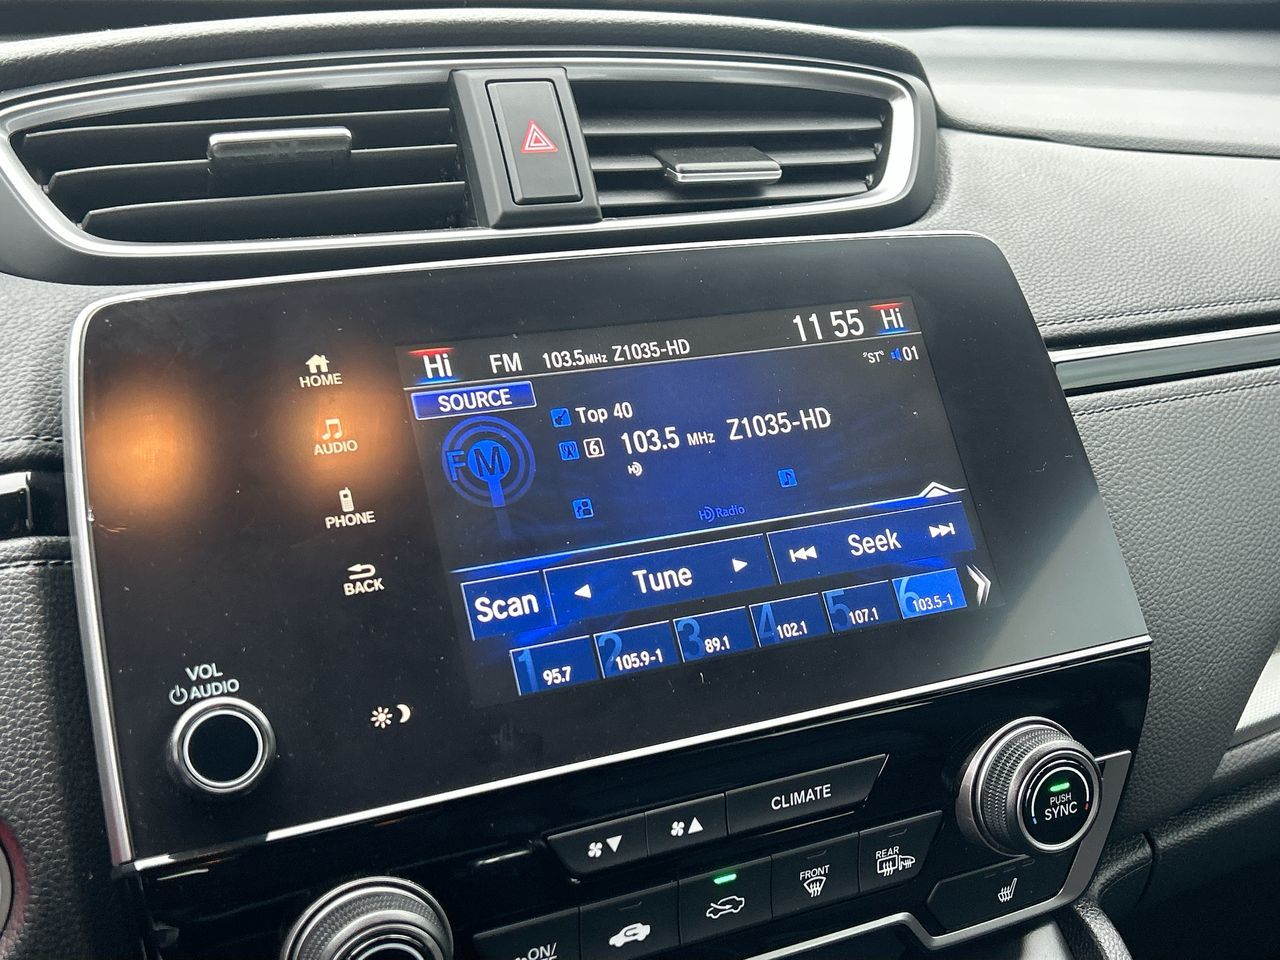 Hi FM 103.5MHz Z1035-HD 11 55 Hi
"ST" 01
SOURCE
FM
Top 40
6 103.5 MHz Z1035-HD
HD
HD Radio
Scan Tune Seek
1 95.7 2 105.9-1 3 89.1 4 102.1 5 107.1 6 103.5-1
HOME
AUDIO
PHONE
BACK
VOL
AUDIO
CLIMATE
PUSH
SYNC
FRONT
REAR
ON/